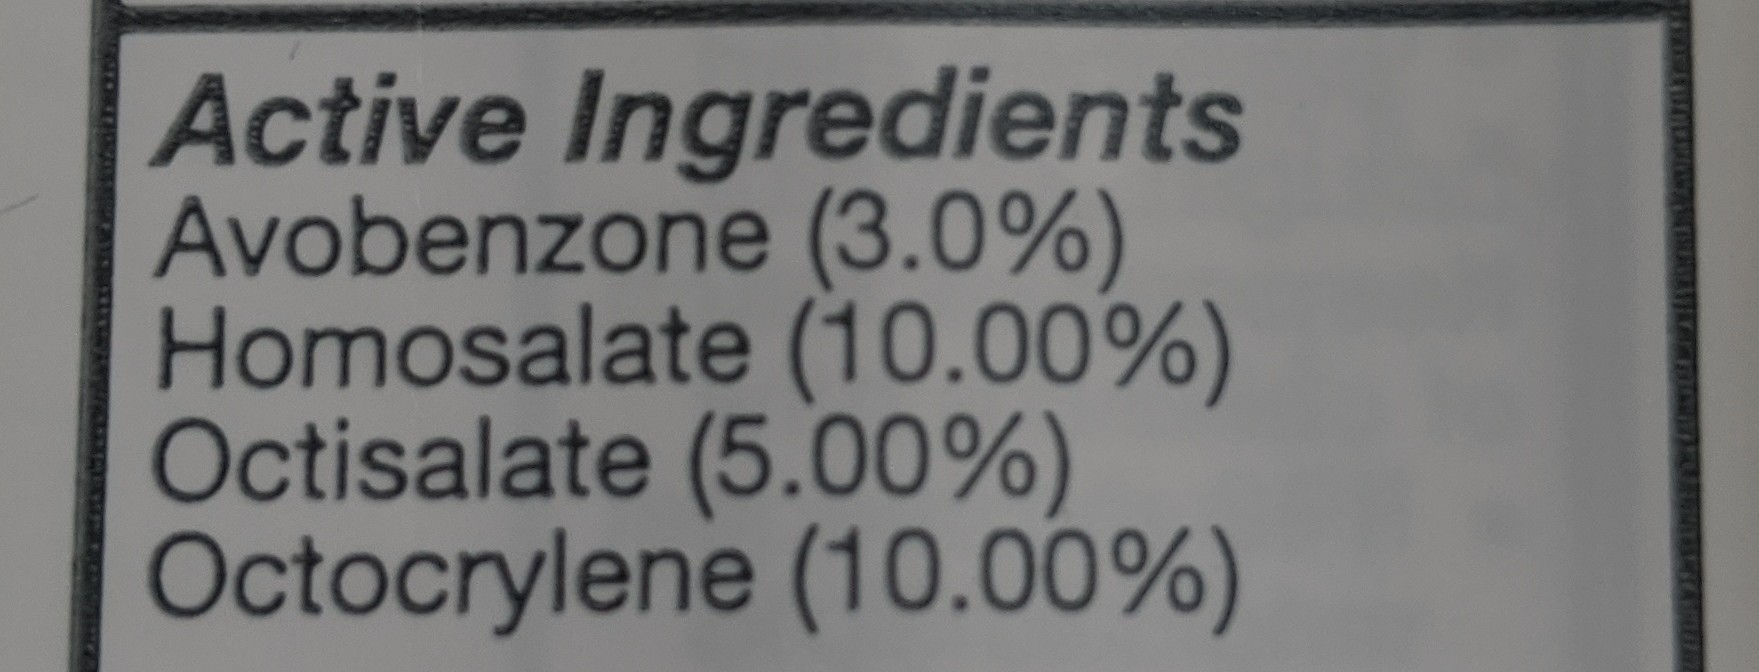 Active Ingredients
Avobenzone (3.0%)
Homosalate (10.00%)
Octisalate (5.00%)
Octocrylene (10.00%)